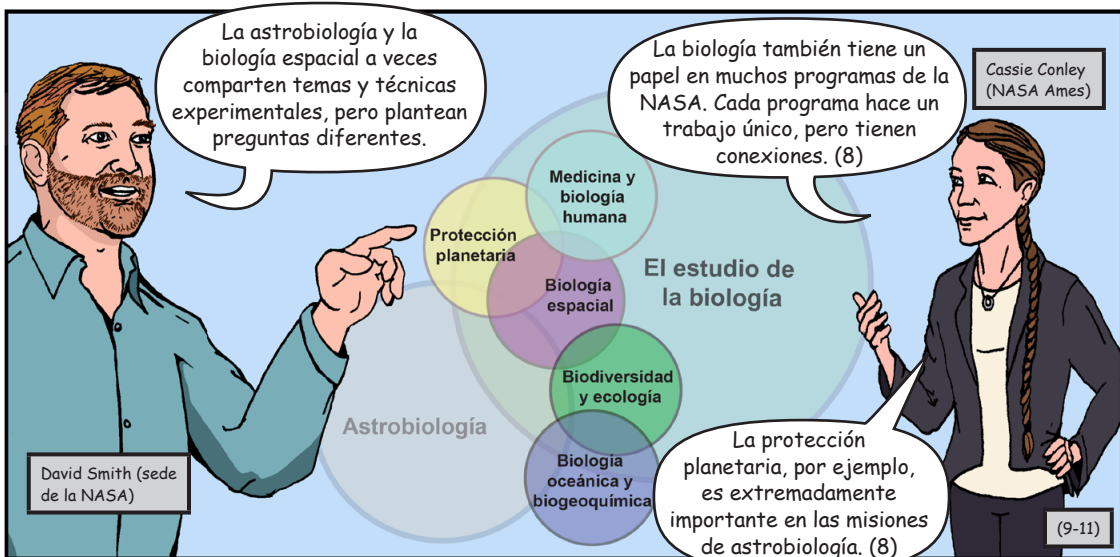 La astrobiología y la
biología espacial a veces
comparten temas y técnicas
experimentales, pero plantean
preguntas diferentes.
La biología también tiene un
papel en muchos programas de la
NASA. Cada programa hace un
trabajo único, pero tienen
conexiones. (8)
Cassie Conley
(NASA Ames)
Medicina y
biología
humana
Protección
planetaria
Biología
espacial
El estudio de
la biología
Biodiversidad
y ecología
Astrobiología
Biología
oceánica y
biogeoquímica
David Smith (sede
de la NASA)
La protección
planetaria, por ejemplo,
es extremadamente
importante en las misiones
de astrobiología. (8)
(9-11)